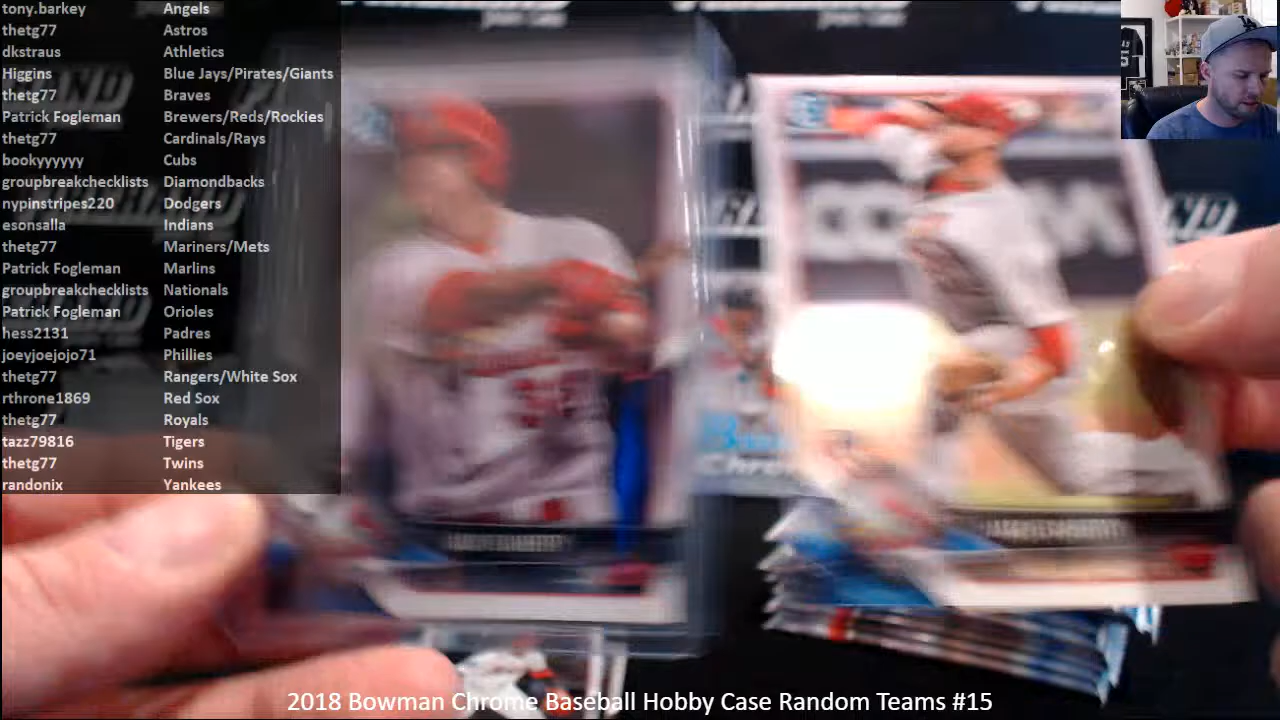 tony.barkey Angels
thetg77 Astros
dkstraus Athletics
Higgins Blue Jays/Pirates/Giants
thetg77 Braves
Patrick Fogleman Brewers/Reds/Rockies
thetg77 Cardinals/Rays
bookyyyyyy Cubs
groupbreakchecklists Diamondbacks
nypinstripes220 Dodgers
esonsalla Indians
thetg77 Mariners/Mets
Patrick Fogleman Marlins
groupbreakchecklists Nationals
Patrick Fogleman Orioles
hess2131 Padres
joeyjoejojo71 Phillies
thetg77 Rangers/White Sox
rthrone1869 Red Sox
thetg77 Royals
tazz79816 Tigers
thetg77 Twins
randonix Yankees
2018 Bowman Chrome Baseball Hobby Case Random Teams #15